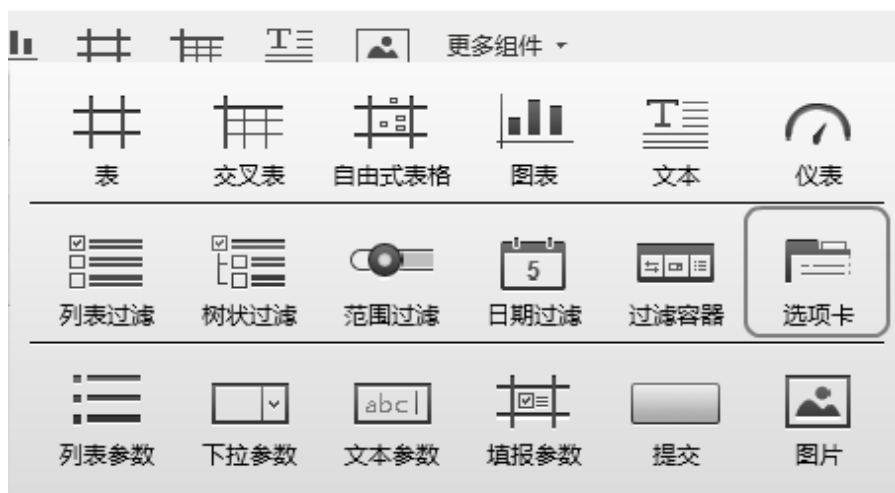 更多组件
表 交叉表 自由式表格 图表 文本 仪表
5
列表过滤 树状过滤 范围过滤 日期过滤 过滤容器 选项卡
abc
列表参数 下拉参数 文本参数 填报参数 提交 图片